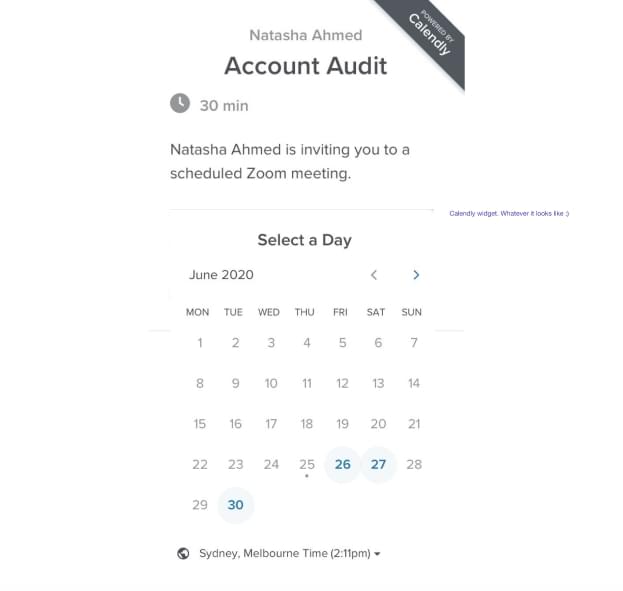 POWERED BY
Calendly
Natasha Ahmed
Account Audit
30 min
Natasha Ahmed is inviting you to a
scheduled Zoom meeting.
Calendly widget. Whatever it looks like :)
Select a Day
June 2020
MON TUE WED THU FRI SAT SUN
1 2 3 4 5 6 7
8 9 10 11 12 13 14
15 16 17 18 19 20 21
22 23 24 25 26 27 28
29 30
Sydney, Melbourne Time (2:11pm)